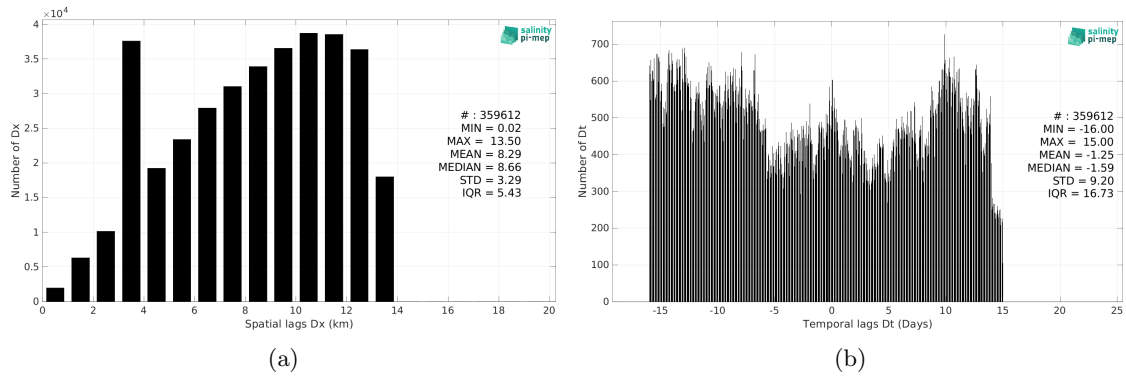 ×10⁴
4
3.5
3
2.5
2
1.5
1
0.5
0
Number of Dx
0 2 4 6 8 10 12 14 16 18 20
Spatial lags Dx (km)
salinity
pi-mep
# : 359612
MIN = 0.02
MAX = 13.50
MEAN = 8.29
MEDIAN = 8.66
STD = 3.29
IQR = 5.43
(a)
700
600
500
400
300
200
100
0
Number of Dt
-15 -10 -5 0 5 10 15 20 25
Temporal lags Dt (Days)
salinity
pi-mep
# : 359612
MIN = -16.00
MAX = 15.00
MEAN = -1.25
MEDIAN = -1.59
STD = 9.20
IQR = 16.73
(b)